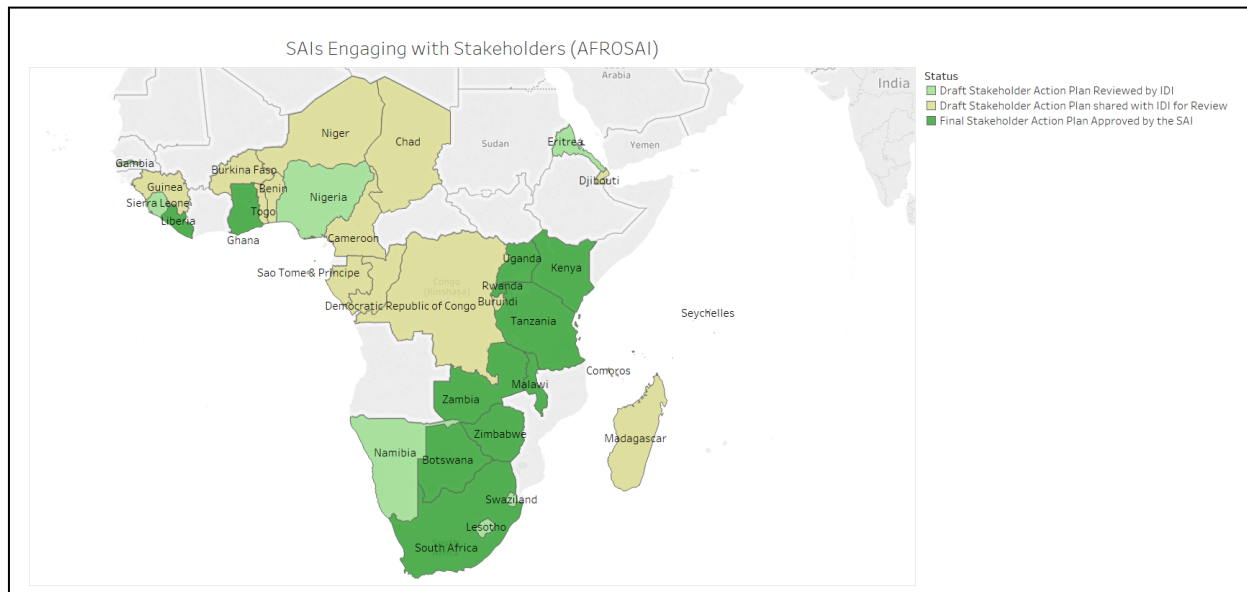 SAIs Engaging with Stakeholders (AFROSAI)
Status
Draft Stakeholder Action Plan Reviewed by IDI
Draft Stakeholder Action Plan shared with IDI for Review
Final Stakeholder Action Plan Approved by the SAI
Arabia
India
Niger
Chad
Sudan
Eritrea
Yemen
Gambia
Burkina Faso
Guinea
Benin
Djibouti
Nigeria
Sierra Leone
Togo
Liberia
Ghana
Cameroon
Uganda
Kenya
Sao Tome & Principe
Congo
(Kinshasa)
Rwanda
Burundi
Democratic Republic of Congo
Seychelles
Tanzania
Comoros
Malawi
Zambia
Zimbabwe
Madagascar
Namibia
Botswana
Swaziland
Lesotho
South Africa